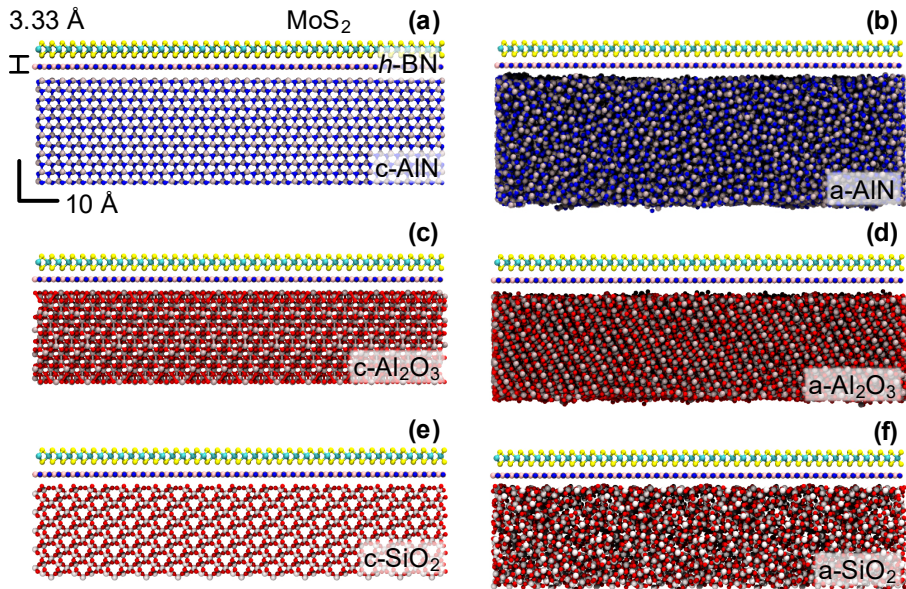 3.33 Å MoS₂ (a) (b)
h-BN
c-AlN a-AlN
10 Å
(c) (d)
c-Al₂O₃ a-Al₂O₃
(e) (f)
c-SiO₂ a-SiO₂